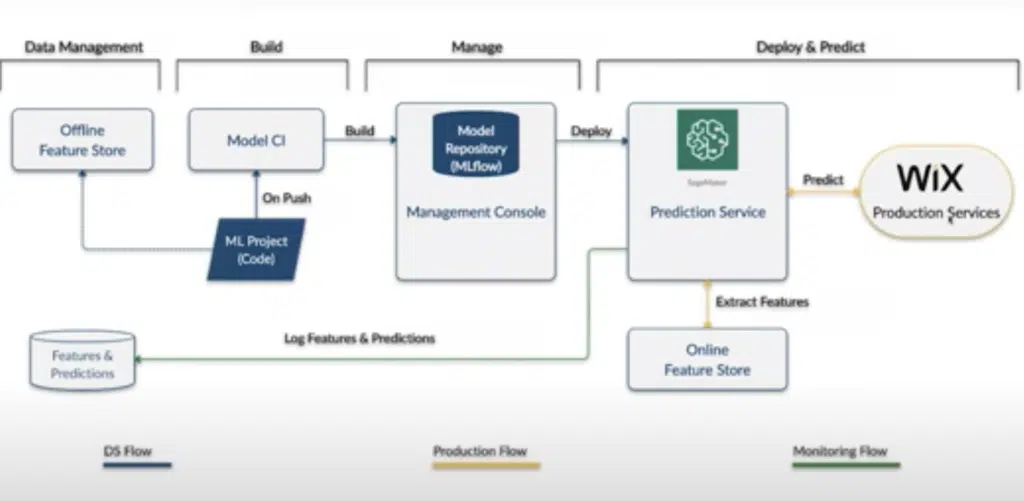 Data Management
Build
Manage
Deploy & Predict
Offline
Feature Store
Model CI
Build
Model
Repository
(MLflow)
Management Console
Deploy
SageMaker
Prediction Service
Predict
WiX
Production Services
On Push
ML Project
(Code)
Extract Features
Online
Feature Store
Log Features & Predictions
Features &
Predictions
DS Flow
Production Flow
Monitoring Flow